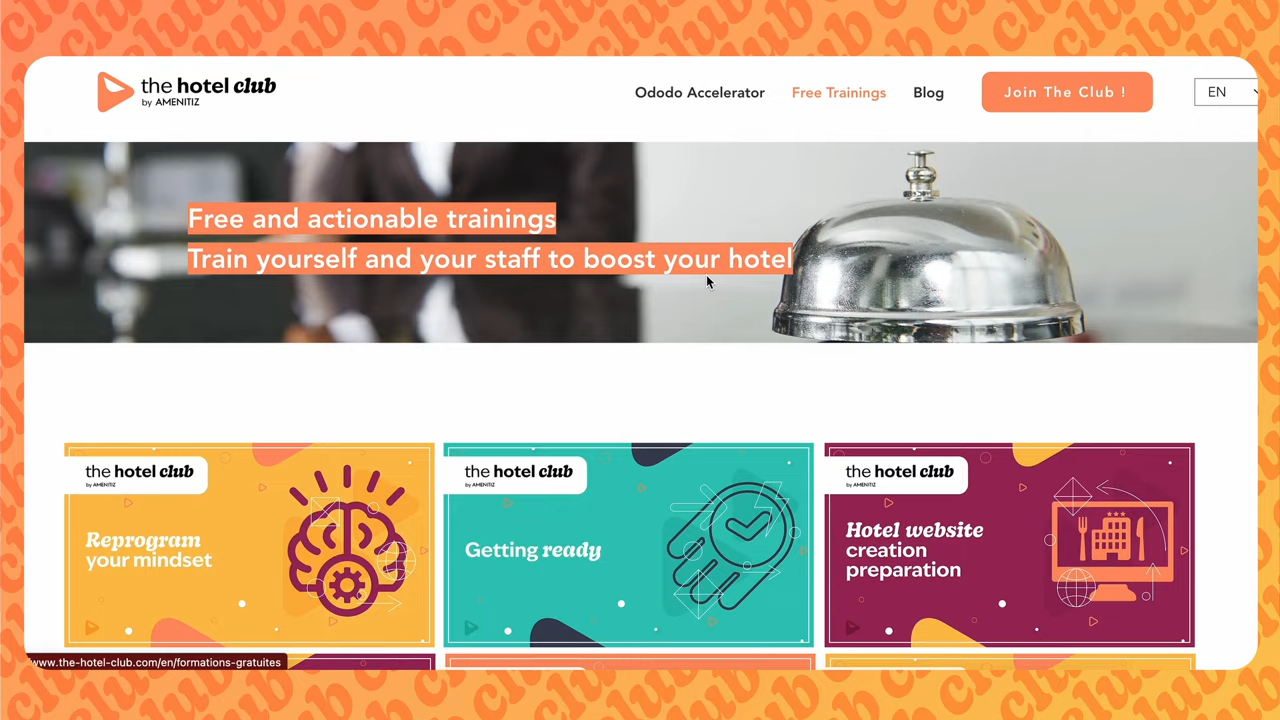 the hotel club
by AMENITIZ
Ododo Accelerator
Free Trainings
Blog
Join The Club !
EN
Free and actionable trainings
Train yourself and your staff to boost your hotel
the hotel club
by AMENITIZ
Reprogram
your mindset
the hotel club
by AMENITIZ
Getting ready
the hotel club
by AMENITIZ
Hotel website
creation
preparation
www.the-hotel-club.com/en/formations-gratuites